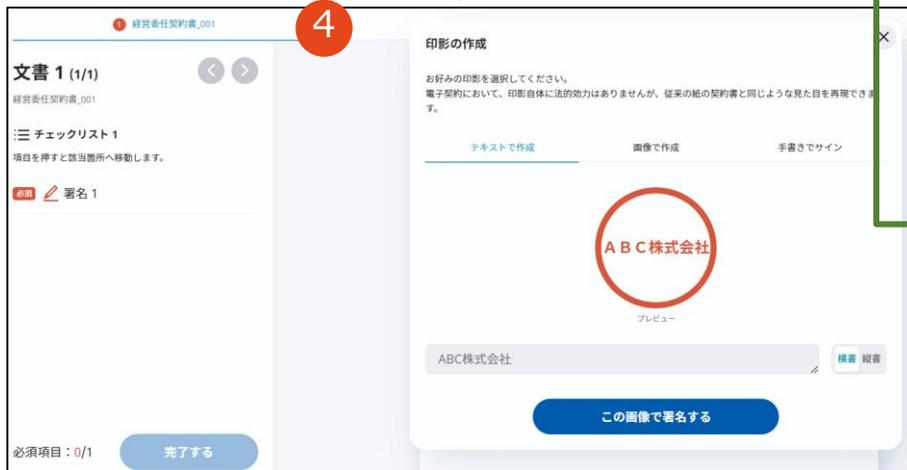 1 経営委任契約書_001
4
文書 1 (1/1)
経営委任契約書_001
チェックリスト 1
項目を押すと該当箇所へ移動します。
必須 署名 1
必須項目：0/1
完了する
印影の作成
お好みの印影を選択してください。
電子契約において、印影自体に法的効力はありませんが、従来の紙の契約書と同じような見た目を再現できま
す。
テキストで作成 画像で作成 手書きでサイン
ＡＢＣ株式会社
プレビュー
ABC株式会社
横書 縦書
この画像で署名する